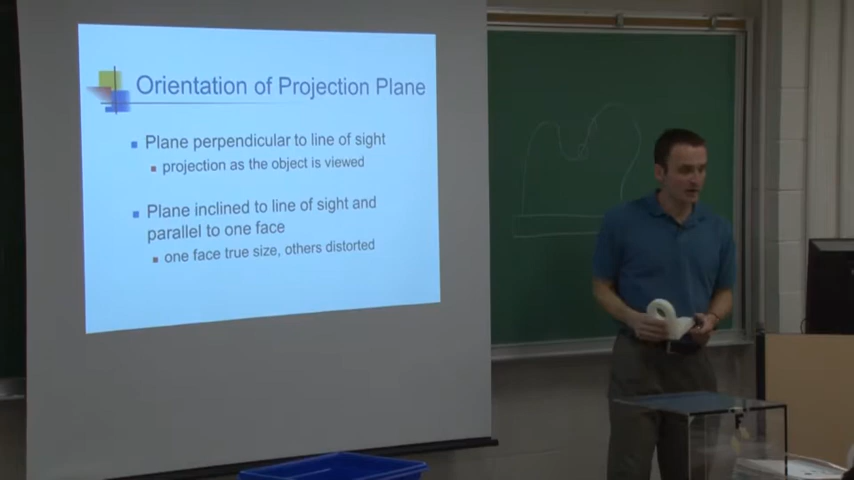 Orientation of Projection Plane
Plane perpendicular to line of sight
projection as the object is viewed
Plane inclined to line of sight and
parallel to one face
one face true size, others distorted